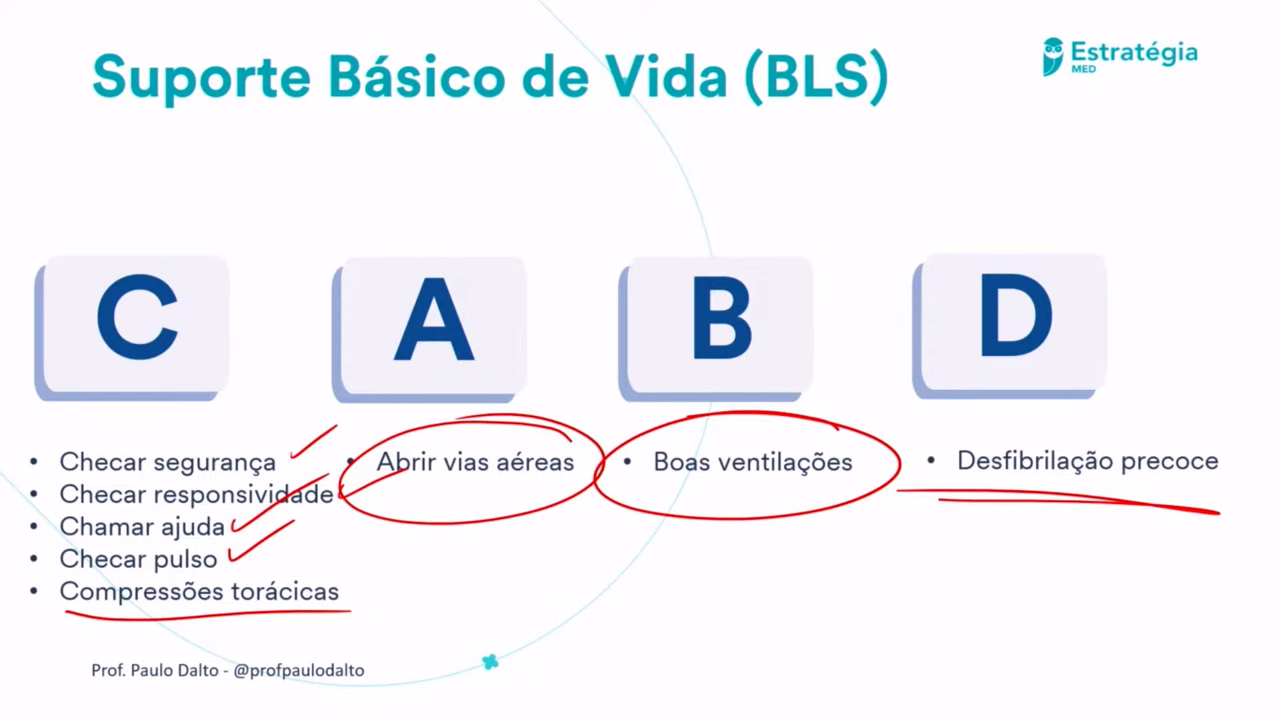 Suporte Básico de Vida (BLS)
Estratégia
MED
C
A
B
D
• Checar segurança
• Checar responsividade
• Chamar ajuda
• Checar pulso
• Compressões torácicas
• Abrir vias aéreas
• Boas ventilações
• Desfibrilação precoce
Prof. Paulo Dalto - @profpaulodalto